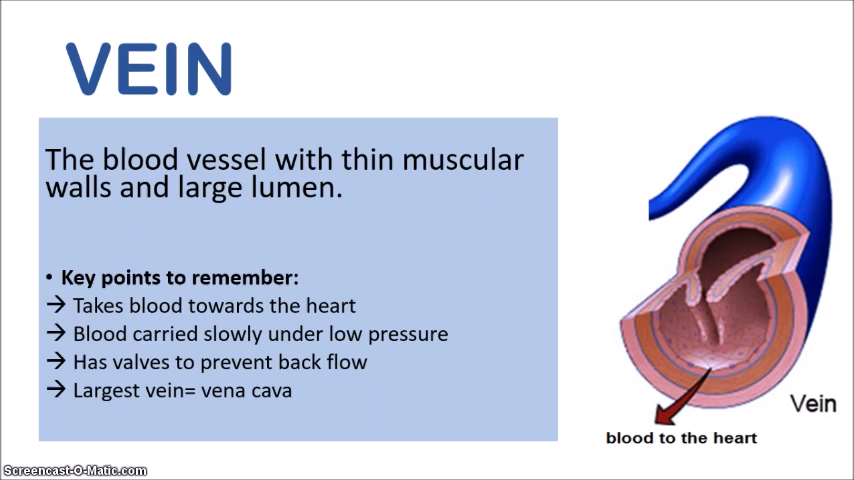 VEIN
The blood vessel with thin muscular
walls and large lumen.
• Key points to remember:
→ Takes blood towards the heart
→ Blood carried slowly under low pressure
→ Has valves to prevent back flow
→ Largest vein= vena cava
Vein
blood to the heart
Screencast-O-Matic.com